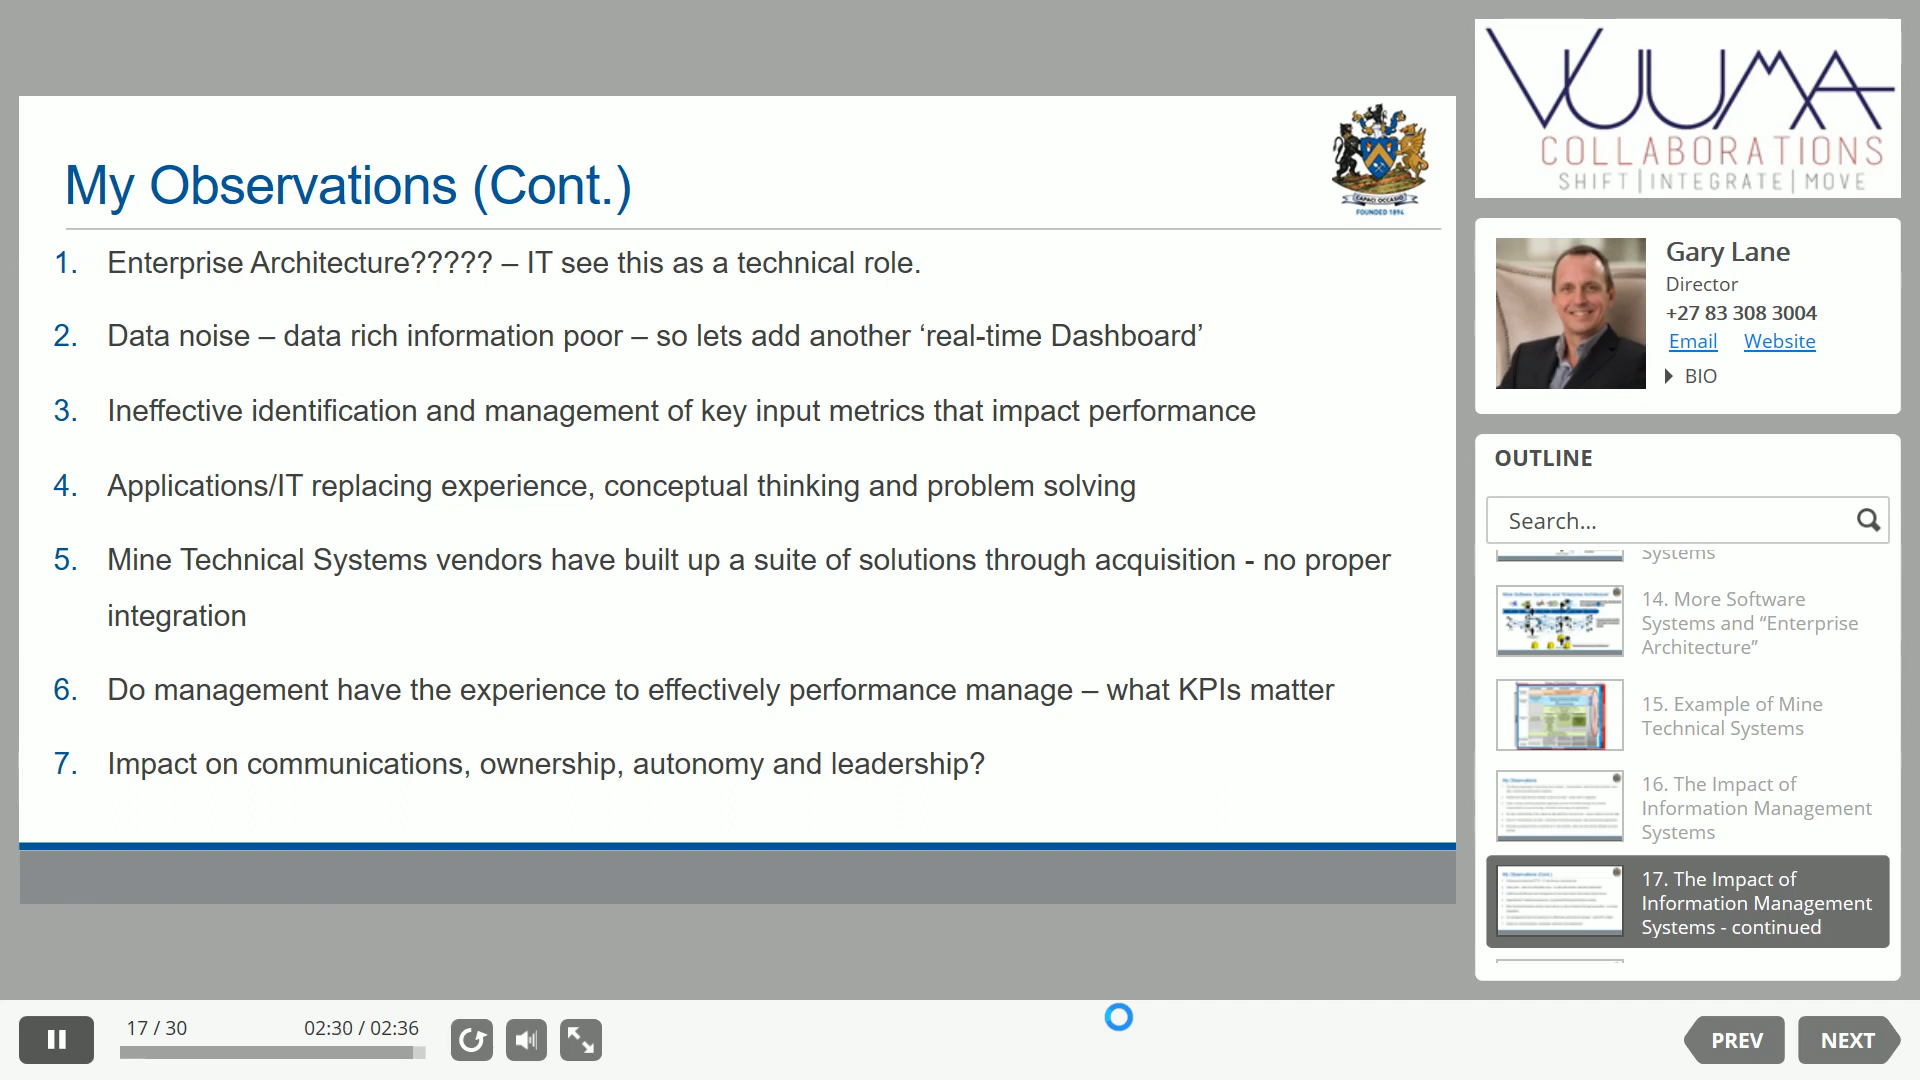 My Observations (Cont.)
CAPACI OCCASIO
FOUNDED 1894
1. Enterprise Architecture????? – IT see this as a technical role.
2. Data noise – data rich information poor – so lets add another ‘real-time Dashboard’
3. Ineffective identification and management of key input metrics that impact performance
4. Applications/IT replacing experience, conceptual thinking and problem solving
5. Mine Technical Systems vendors have built up a suite of solutions through acquisition - no proper
integration
6. Do management have the experience to effectively performance manage – what KPIs matter
7. Impact on communications, ownership, autonomy and leadership?
VUUMA
COLLABORATIONS
SHIFT|INTEGRATE|MOVE
Gary Lane
Director
+27 83 308 3004
Email Website
BIO
OUTLINE
Search...
Systems
14. More Software
Systems and “Enterprise
Architecture”
15. Example of Mine
Technical Systems
16. The Impact of
Information Management
Systems
17. The Impact of
Information Management
Systems - continued
17 / 30
02:30 / 02:36
PREV
NEXT